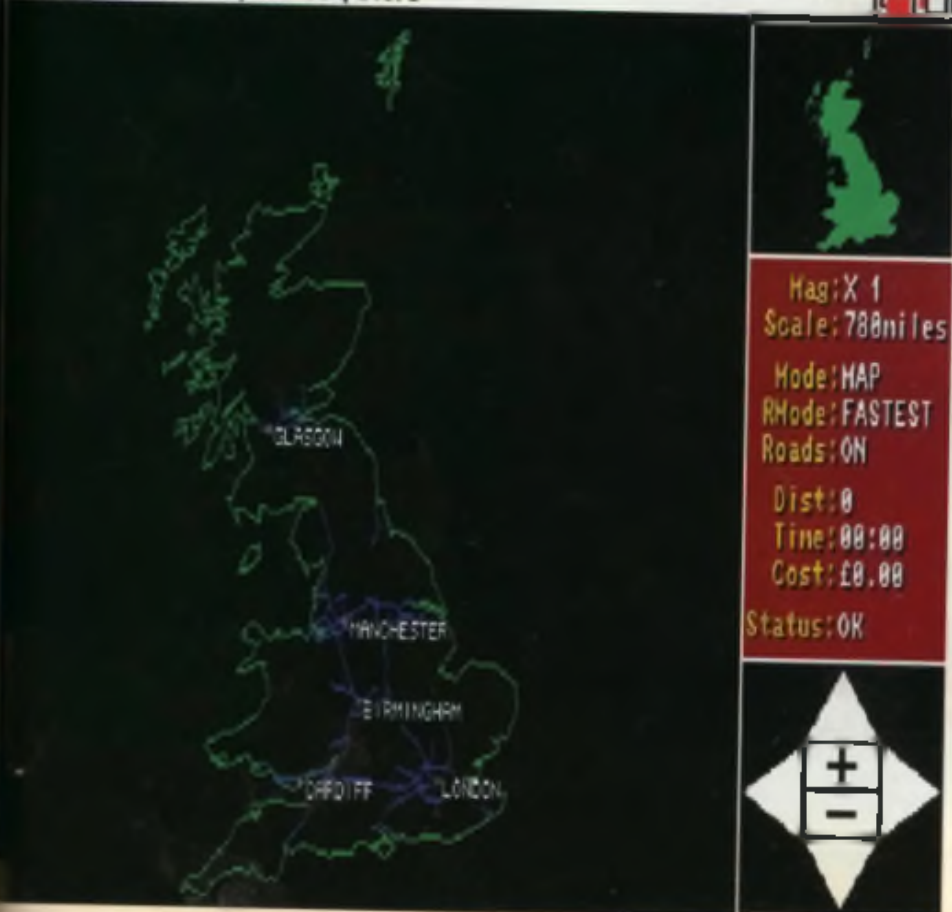 GLASGOW
MANCHESTER
BIRMINGHAM
CARDIFF
LONDON
Mag:X 1
Scale:780miles
Mode:MAP
RMode:FASTEST
Roads:ON
Dist:0
Time:00:00
Cost:£0.00
Status:OK
+
-